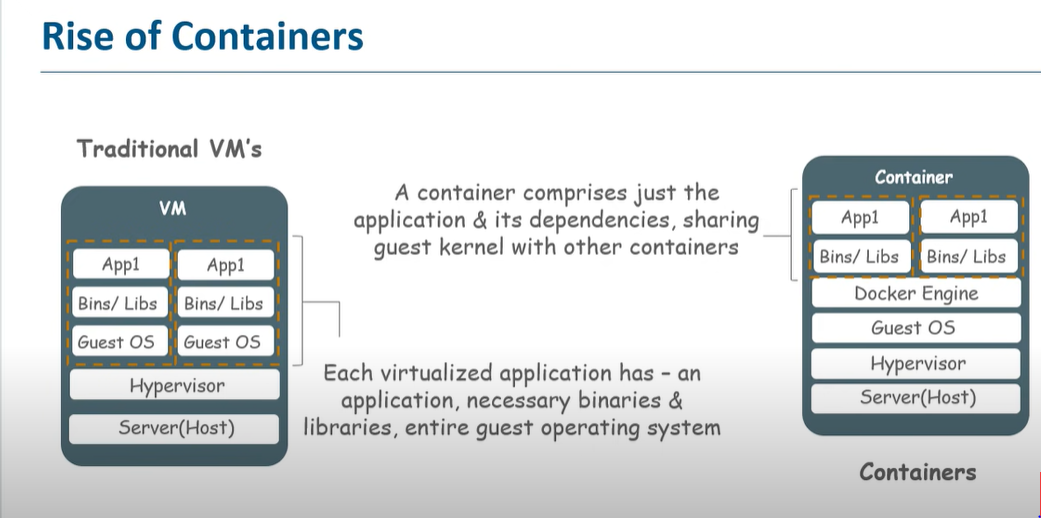 Rise of Containers
Traditional VM's
VM
App1
App1
Bins/ Libs
Bins/ Libs
Guest OS
Guest OS
Hypervisor
Server(Host)
A container comprises just the
application & its dependencies, sharing
guest kernel with other containers
Each virtualized application has – an
application, necessary binaries &
libraries, entire guest operating system
Container
App1
App1
Bins/ Libs
Bins/ Libs
Docker Engine
Guest OS
Hypervisor
Server(Host)
Containers